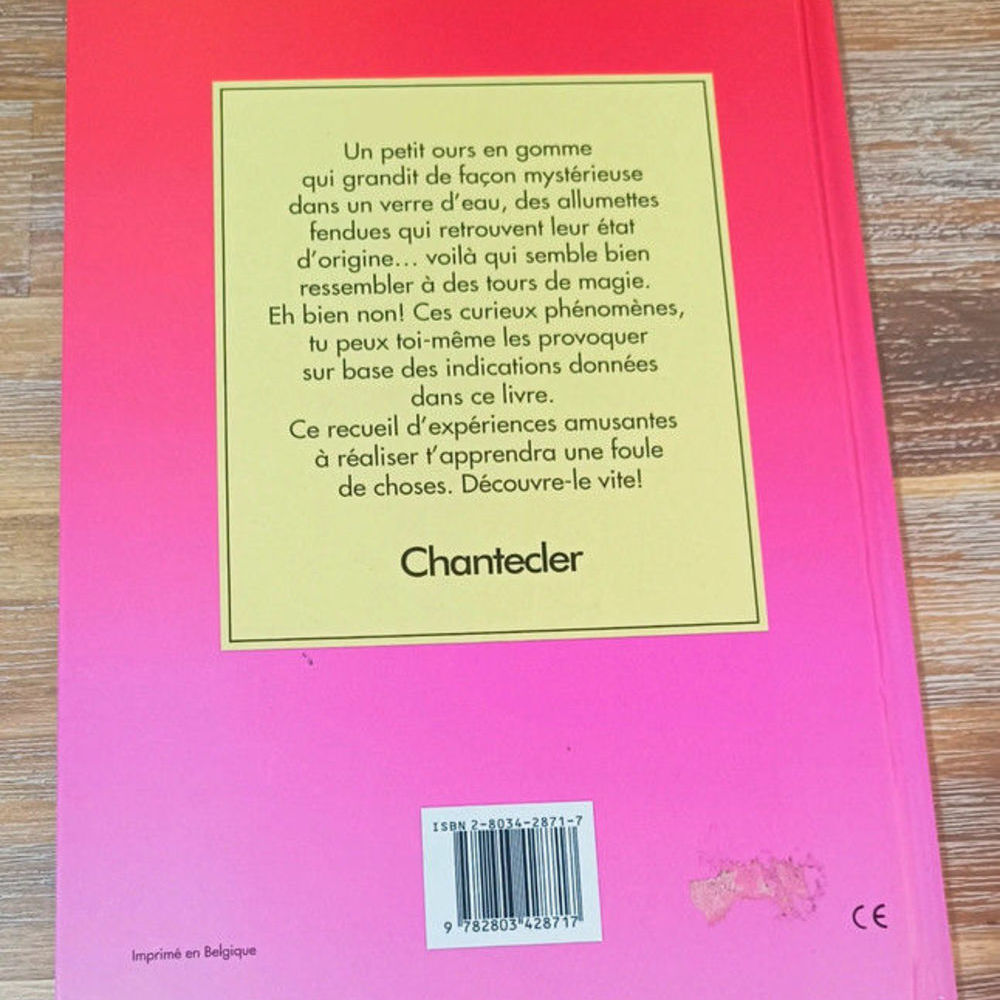 Un petit ours en gomme
qui grandit de façon mystérieuse
dans un verre d'eau, des allumettes
fendues qui retrouvent leur état
d'origine... voilà qui semble bien
ressembler à des tours de magie.
Eh bien non! Ces curieux phénomènes,
tu peux toi-même les provoquer
sur base des indications données
dans ce livre.
Ce recueil d'expériences amusantes
à réaliser t'apprendra une foule
de choses. Découvre-le vite!
Chantecler
ISBN 2-8034-2871-7
9 782803 428717
CE
Imprimé en Belgique